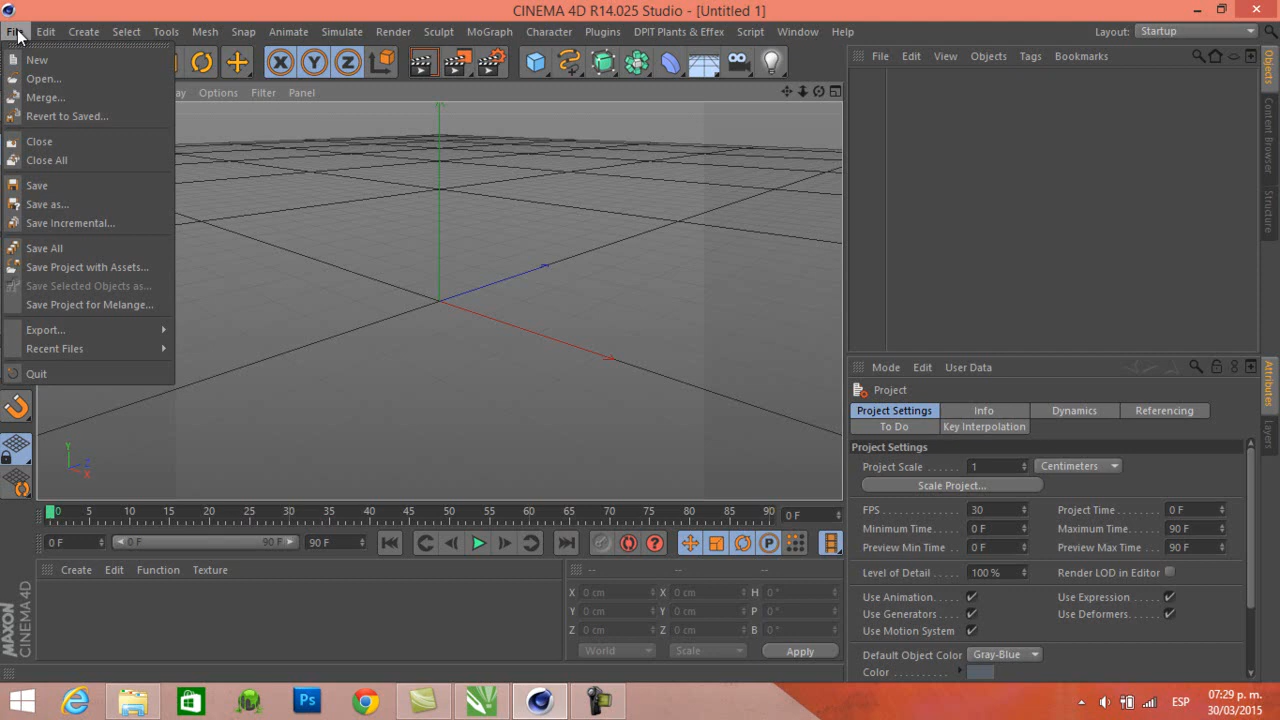 CINEMA 4D R14.025 Studio - [Untitled 1]
File Edit Create Select Tools Mesh Snap Animate Simulate Render Sculpt MoGraph Character Plugins DPIT Plants & Effex Script Window Help Layout: Startup
New
Open...
Merge...
Revert to Saved...
Close
Close All
Save
Save as...
Save Incremental...
Save All
Save Project with Assets...
Save Selected Objects as...
Save Project for Melange...
Export...
Recent Files
Quit
X Y Z
ay Options Filter Panel
Y
Z
X
File Edit View Objects Tags Bookmarks
Objects
Content Browser
Structure
Mode Edit User Data
Attributes
Layers
Project
Project Settings Info Dynamics Referencing
To Do Key Interpolation
Project Settings
Project Scale ...... 1 Centimeters
Scale Project...
FPS ............ 30 Project Time .... 0 F
Minimum Time.... 0 F Maximum Time... 90 F
Preview Min Time .. 0 F Preview Max Time .. 90 F
Level of Detail..... 100 % Render LOD in Editor
Use Animation..... Use Expression....
Use Generators.... Use Deformers....
Use Motion System
Default Object Color Gray-Blue
Color
0 5 10 15 20 25 30 35 40 45 50 55 60 65 70 75 80 85 90 0 F
0 F 0 F 90 F 90 F
P
Create Edit Function Texture
-- -- --
X 0 cm X 0 cm H 0 °
Y 0 cm Y 0 cm P 0 °
Z 0 cm Z 0 cm B 0 °
World Scale Apply
MAXON
CINEMA 4D
Ps
ESP
07:29 p. m.
30/03/2015